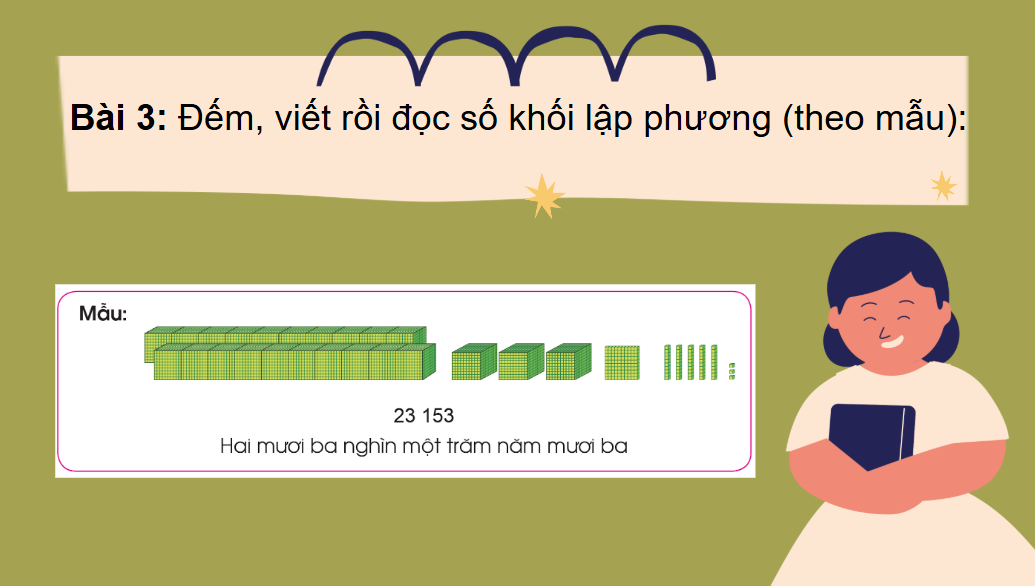 Bài 3: Đếm, viết rồi đọc số khối lập phương (theo mẫu):
Mẫu:
23 153
Hai mươi ba nghìn một trăm năm mươi ba